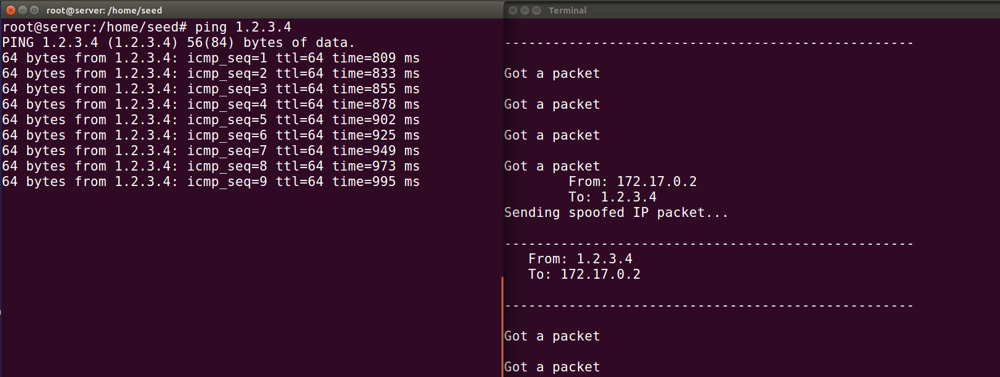 root@server: /home/seed
root@server:/home/seed# ping 1.2.3.4
PING 1.2.3.4 (1.2.3.4) 56(84) bytes of data.
64 bytes from 1.2.3.4: icmp_seq=1 ttl=64 time=809 ms
64 bytes from 1.2.3.4: icmp_seq=2 ttl=64 time=833 ms
64 bytes from 1.2.3.4: icmp_seq=3 ttl=64 time=855 ms
64 bytes from 1.2.3.4: icmp_seq=4 ttl=64 time=878 ms
64 bytes from 1.2.3.4: icmp_seq=5 ttl=64 time=902 ms
64 bytes from 1.2.3.4: icmp_seq=6 ttl=64 time=925 ms
64 bytes from 1.2.3.4: icmp_seq=7 ttl=64 time=949 ms
64 bytes from 1.2.3.4: icmp_seq=8 ttl=64 time=973 ms
64 bytes from 1.2.3.4: icmp_seq=9 ttl=64 time=995 ms
Terminal
---------------------------------------------------
Got a packet
Got a packet
Got a packet
Got a packet
From: 172.17.0.2
To: 1.2.3.4
Sending spoofed IP packet...
---------------------------------------------------
From: 1.2.3.4
To: 172.17.0.2
---------------------------------------------------
Got a packet
Got a packet